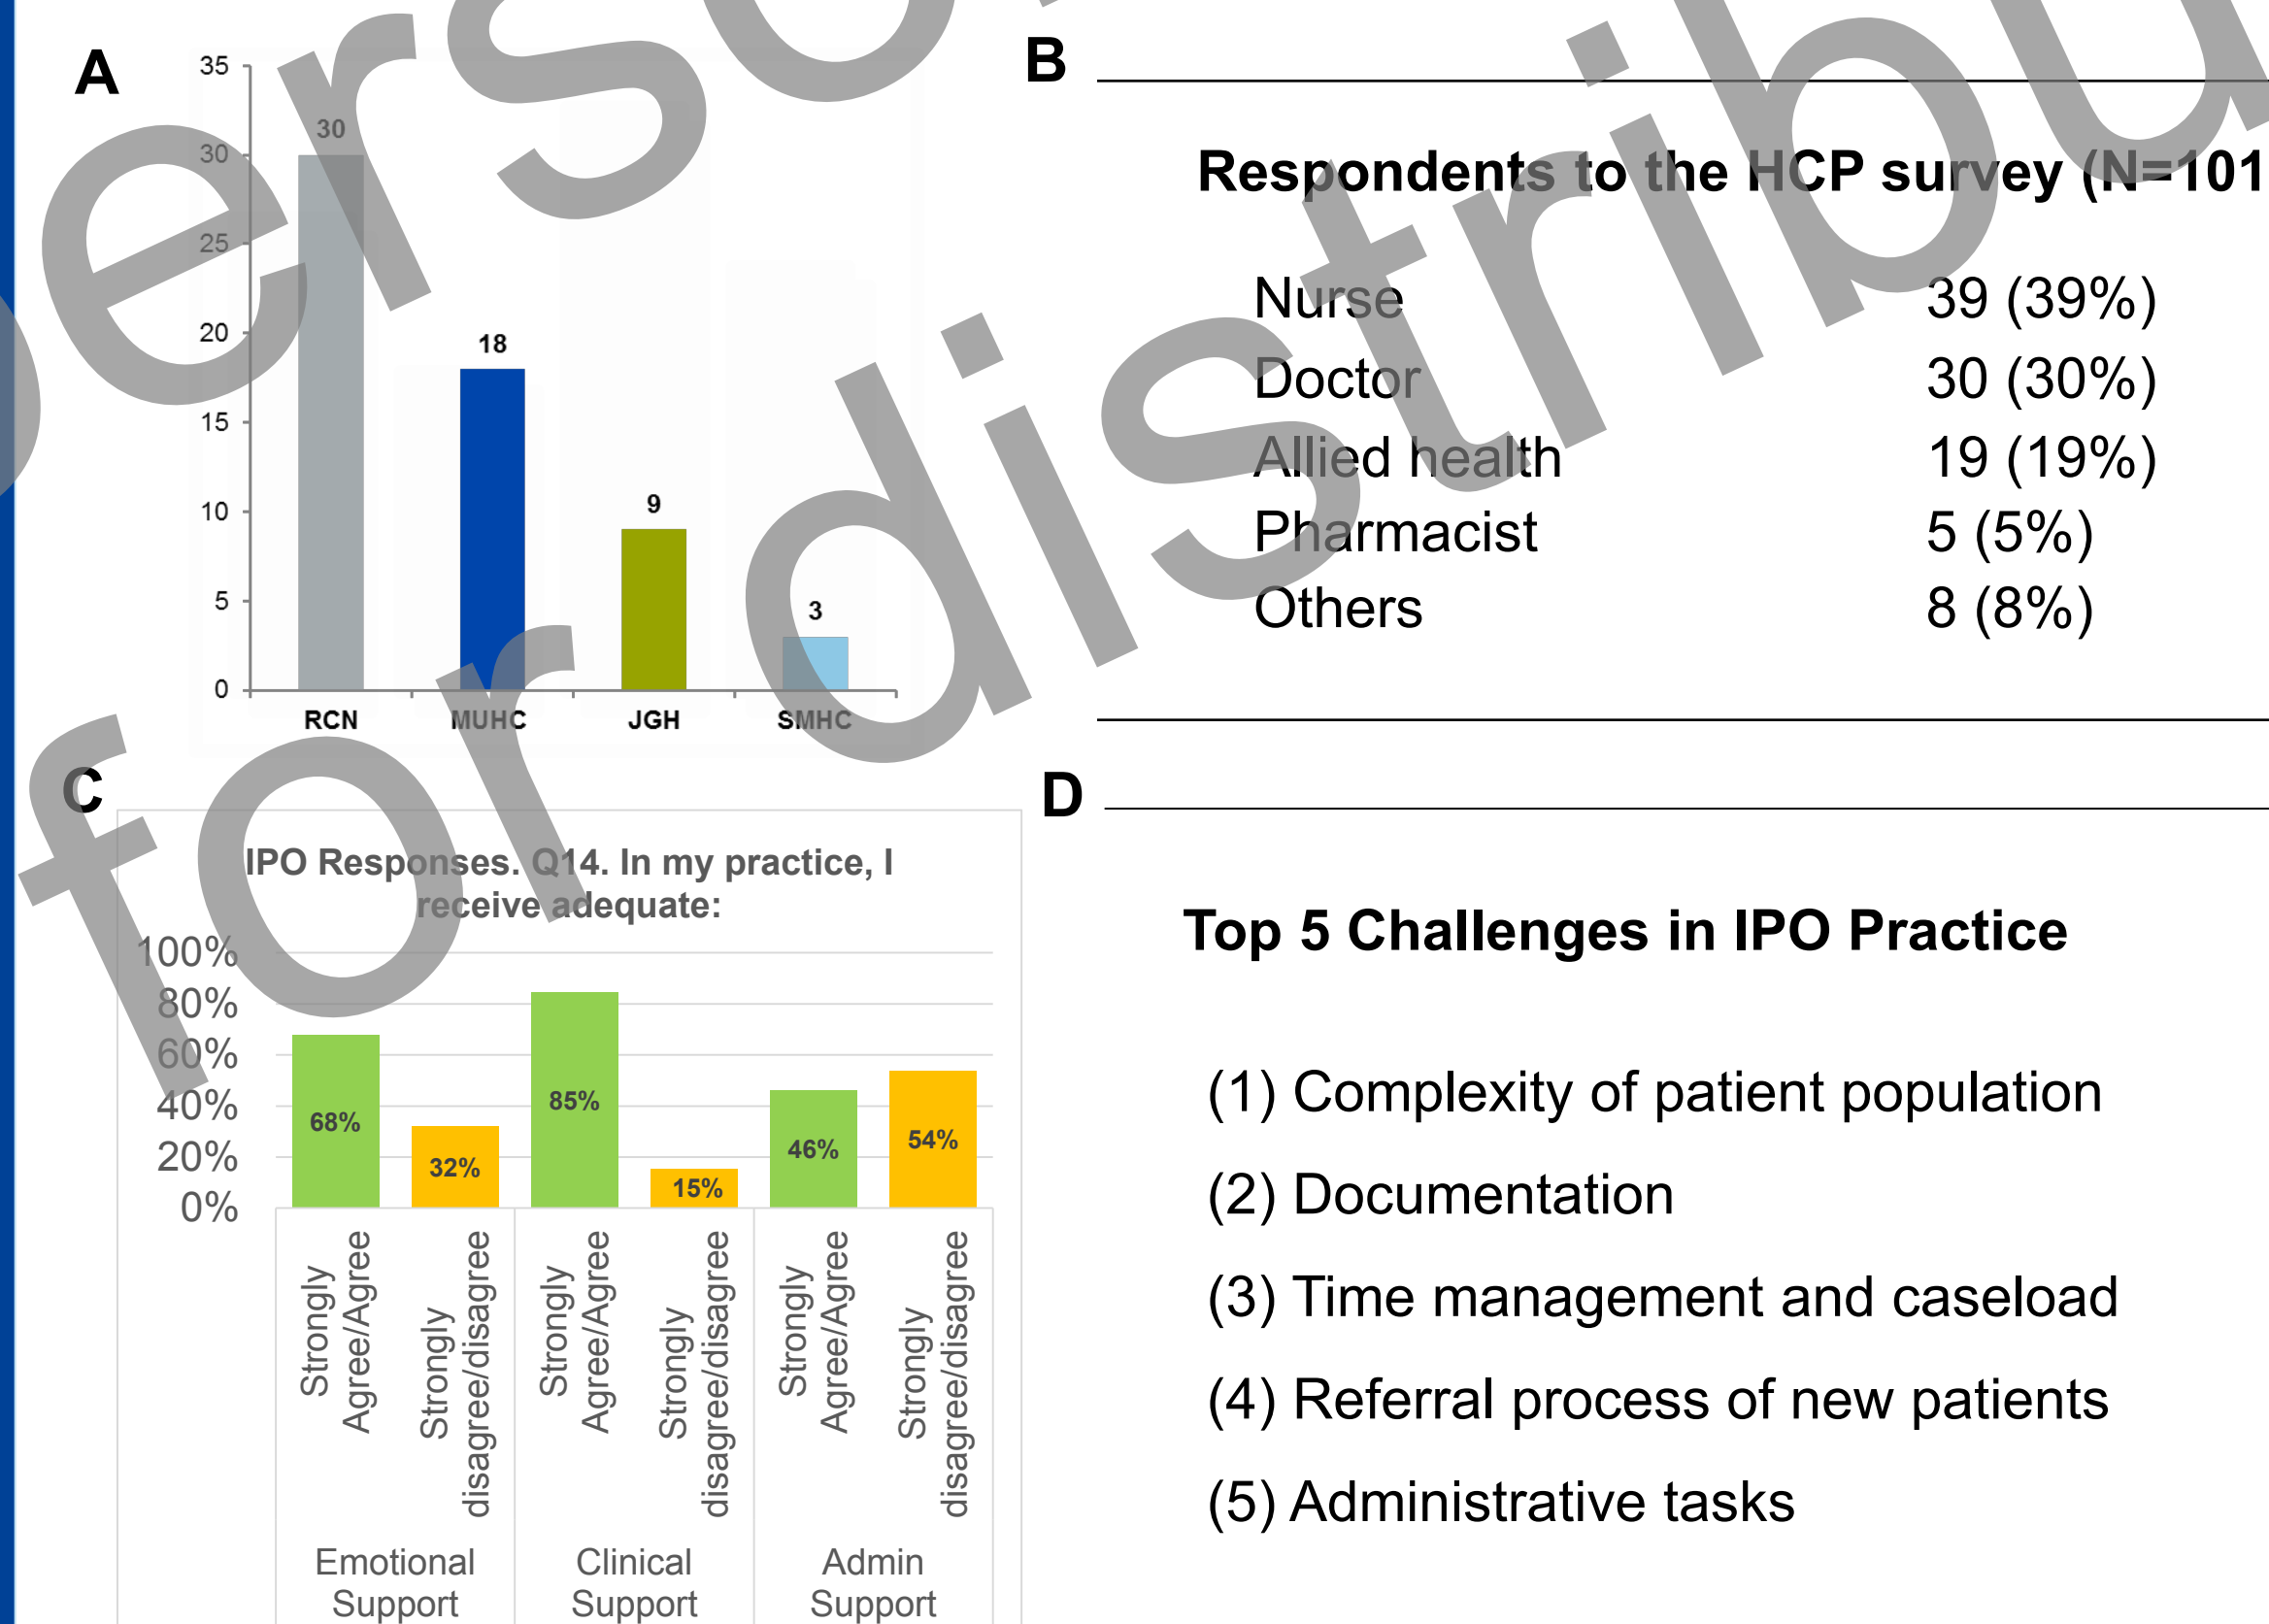 A
35
30
25
20
15
10
5
0
30
18
9
3
RCN MUHC JGH SMHC
B
Respondents to the HCP survey (N=101
Nurse 39 (39%)
Doctor 30 (30%)
Allied health 19 (19%)
Pharmacist 5 (5%)
Others 8 (8%)
C
IPO Responses. Q14. In my practice, I
receive adequate:
100%
80%
60%
40%
20%
0%
68%
32%
85%
15%
46%
54%
Strongly
Agree/Agree
Strongly
disagree/disagree
Strongly
Agree/Agree
Strongly
disagree/disagree
Strongly
Agree/Agree
Strongly
disagree/disagree
Emotional
Support
Clinical
Support
Admin
Support
D
Top 5 Challenges in IPO Practice
(1) Complexity of patient population
(2) Documentation
(3) Time management and caseload
(4) Referral process of new patients
(5) Administrative tasks
for distribu